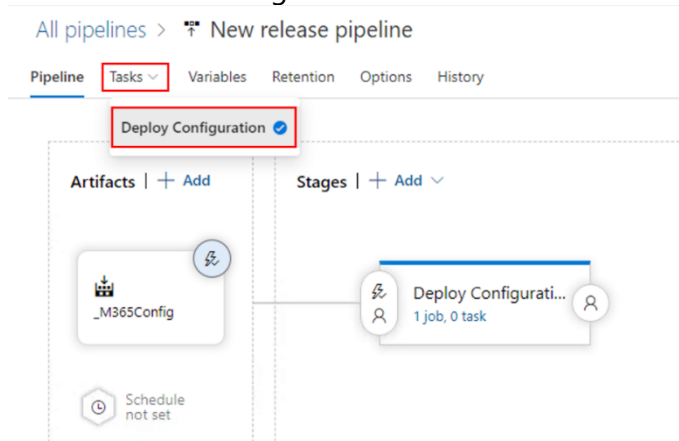 All pipelines > New release pipeline
Pipeline Tasks Variables Retention Options History
Deploy Configuration
Artifacts | + Add
Stages | + Add
_M365Config
Schedule
not set
Deploy Configurati...
1 job, 0 task